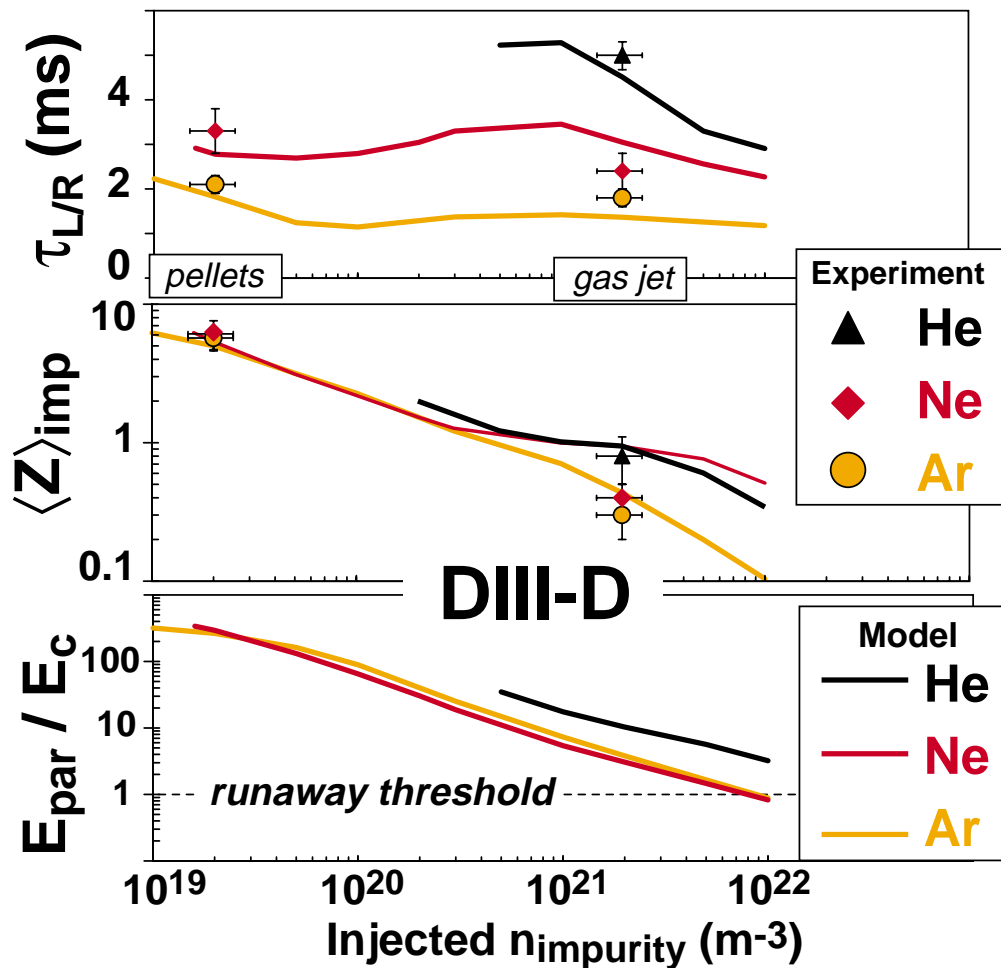 τL/R (ms)
4
2
0
pellets
gas jet
Experiment
He
Ne
Ar
⟨Z⟩imp
10
1
0.1
DIII-D
Epar / Ec
100
10
1
runaway threshold
Model
He
Ne
Ar
10^19
10^20
10^21
10^22
Injected nimpurity (m-3)